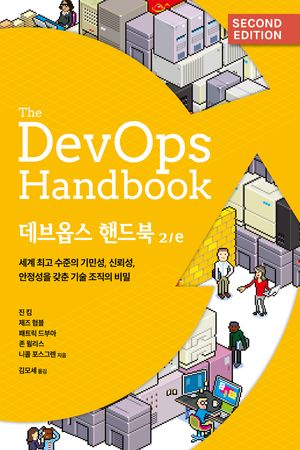 SECOND
EDITION
The
DevOps
Handbook
데브옵스 핸드북 2/e
세계 최고 수준의 기민성, 신뢰성,
안정성을 갖춘 기술 조직의 비밀
진 킴
제즈 험블
패트릭 드부아
존 윌리스
니콜 포스그렌 지음
김모세 옮김